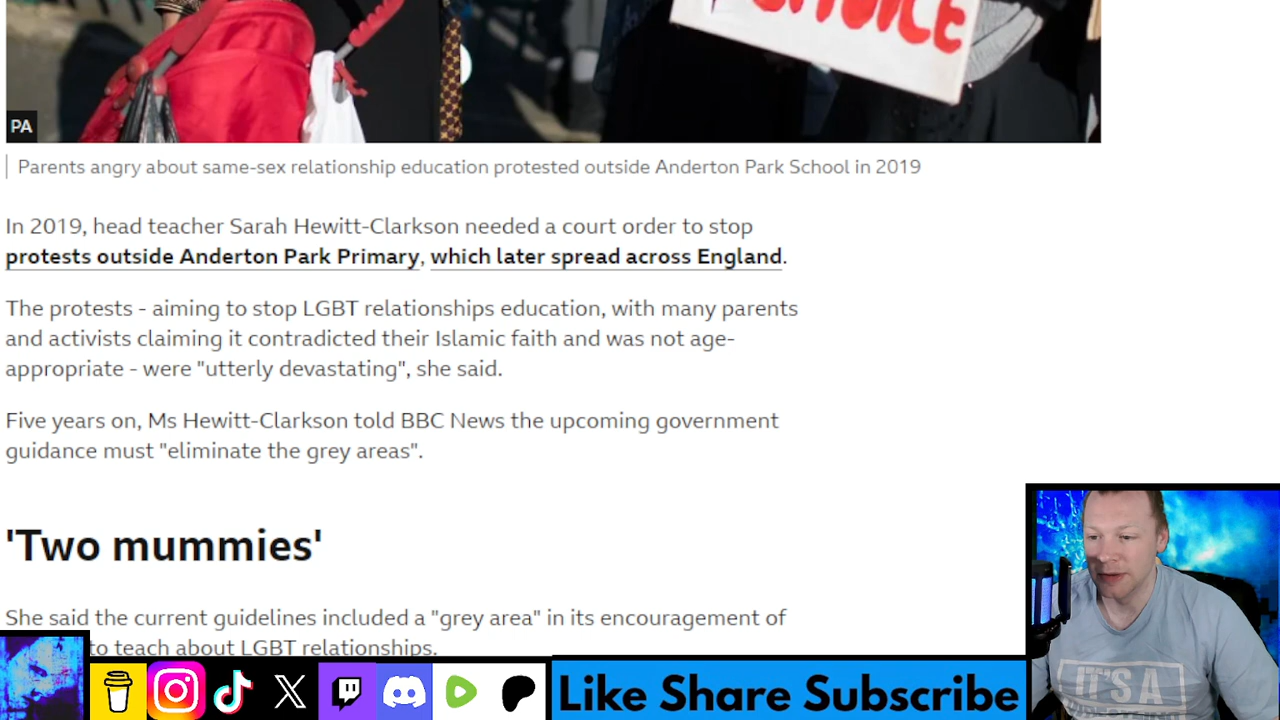 CHOICE
PA
Parents angry about same-sex relationship education protested outside Anderton Park School in 2019
In 2019, head teacher Sarah Hewitt-Clarkson needed a court order to stop
protests outside Anderton Park Primary, which later spread across England.
The protests - aiming to stop LGBT relationships education, with many parents
and activists claiming it contradicted their Islamic faith and was not age-
appropriate - were "utterly devastating", she said.
Five years on, Ms Hewitt-Clarkson told BBC News the upcoming government
guidance must "eliminate the grey areas".
'Two mummies'
She said the current guidelines included a "grey area" in its encouragement of
to teach about LGBT relationships.
Like Share Subscribe
IT'S A